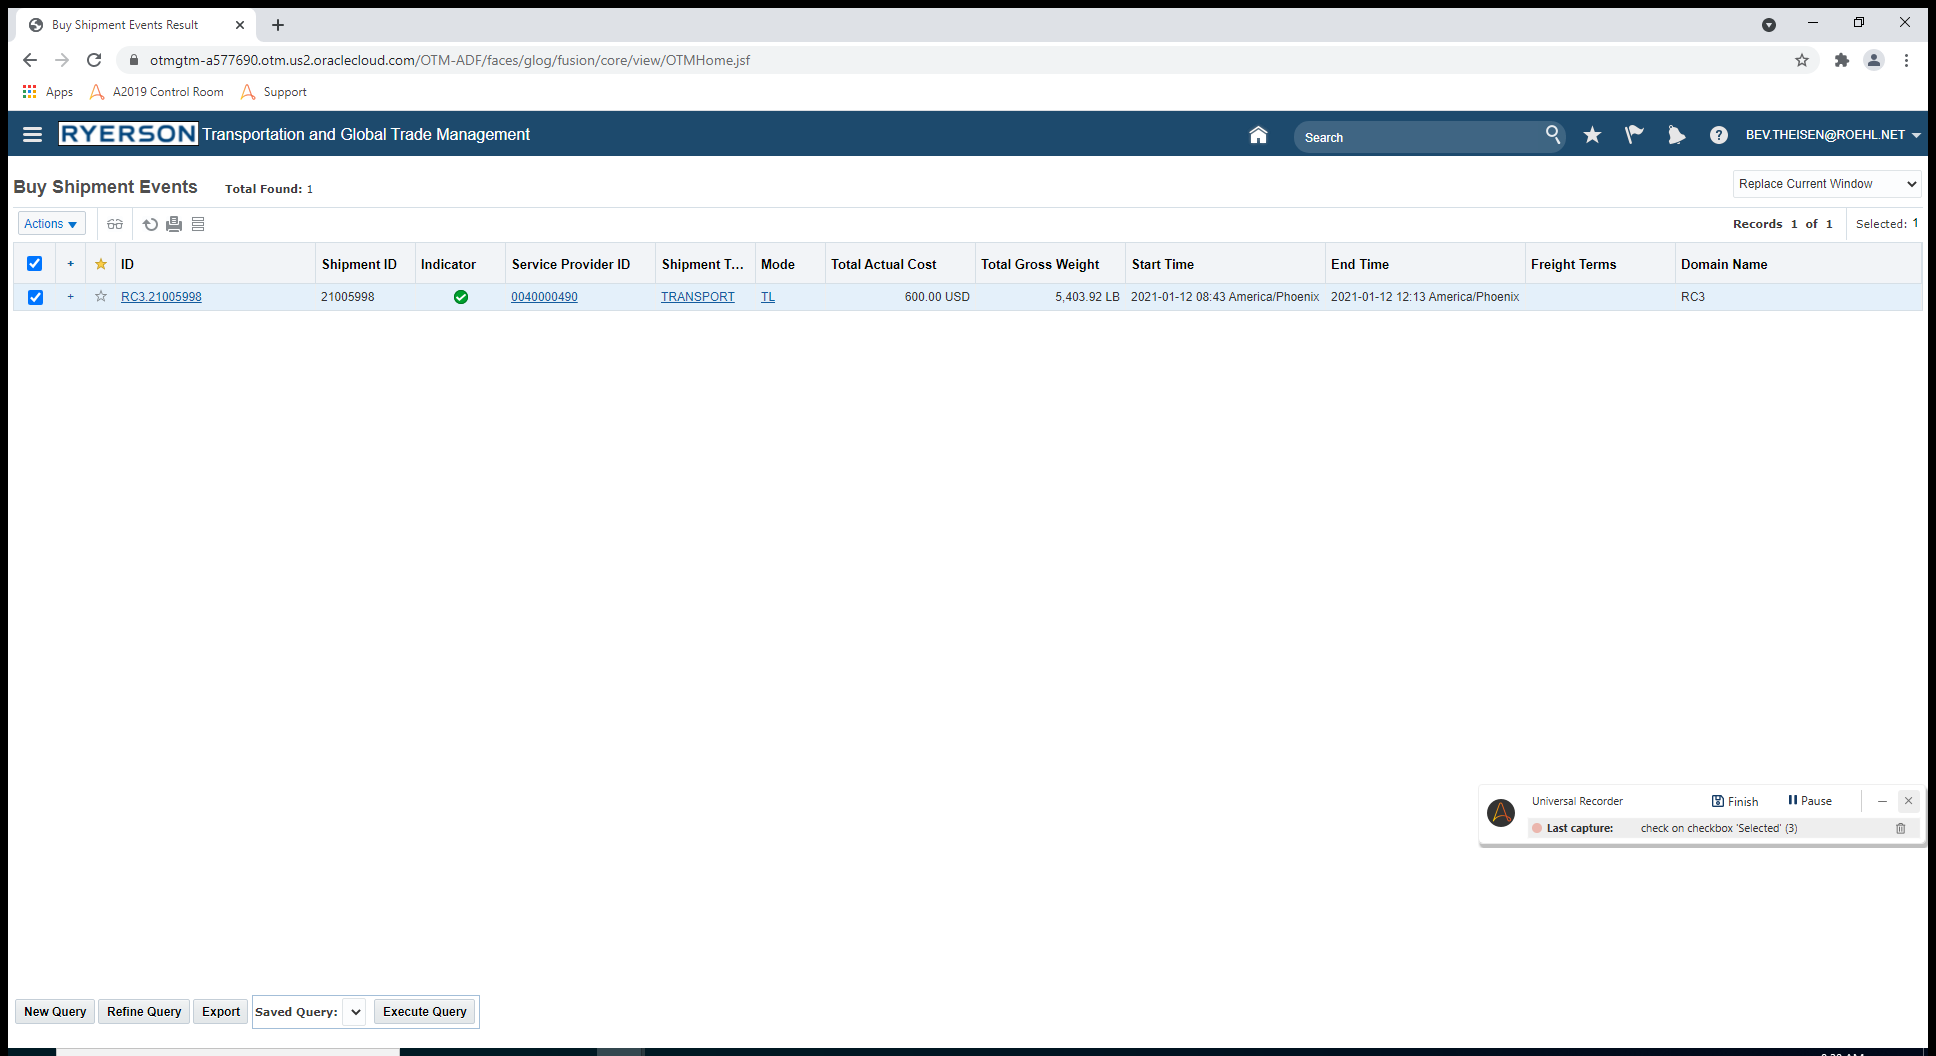 Buy Shipment Events Result
otmgtm-a577690.otm.us2.oraclecloud.com/OTM-ADF/faces/glog/fusion/core/view/OTMHome.jsf
Apps A2019 Control Room Support
RYERSON Transportation and Global Trade Management Search BEV.THEISEN@ROEHL.NET
Buy Shipment Events Total Found: 1 Replace Current Window
Actions Records 1 of 1 Selected: 1
+ ID Shipment ID Indicator Service Provider ID Shipment T... Mode Total Actual Cost Total Gross Weight Start Time End Time Freight Terms Domain Name
+ RC3.21005998 21005998 0040000490 TRANSPORT TL 600.00 USD 5,403.92 LB 2021-01-12 08:43 America/Phoenix 2021-01-12 12:13 America/Phoenix RC3
Universal Recorder Finish Pause
Last capture: check on checkbox 'Selected' (3)
New Query Refine Query Export Saved Query: Execute Query